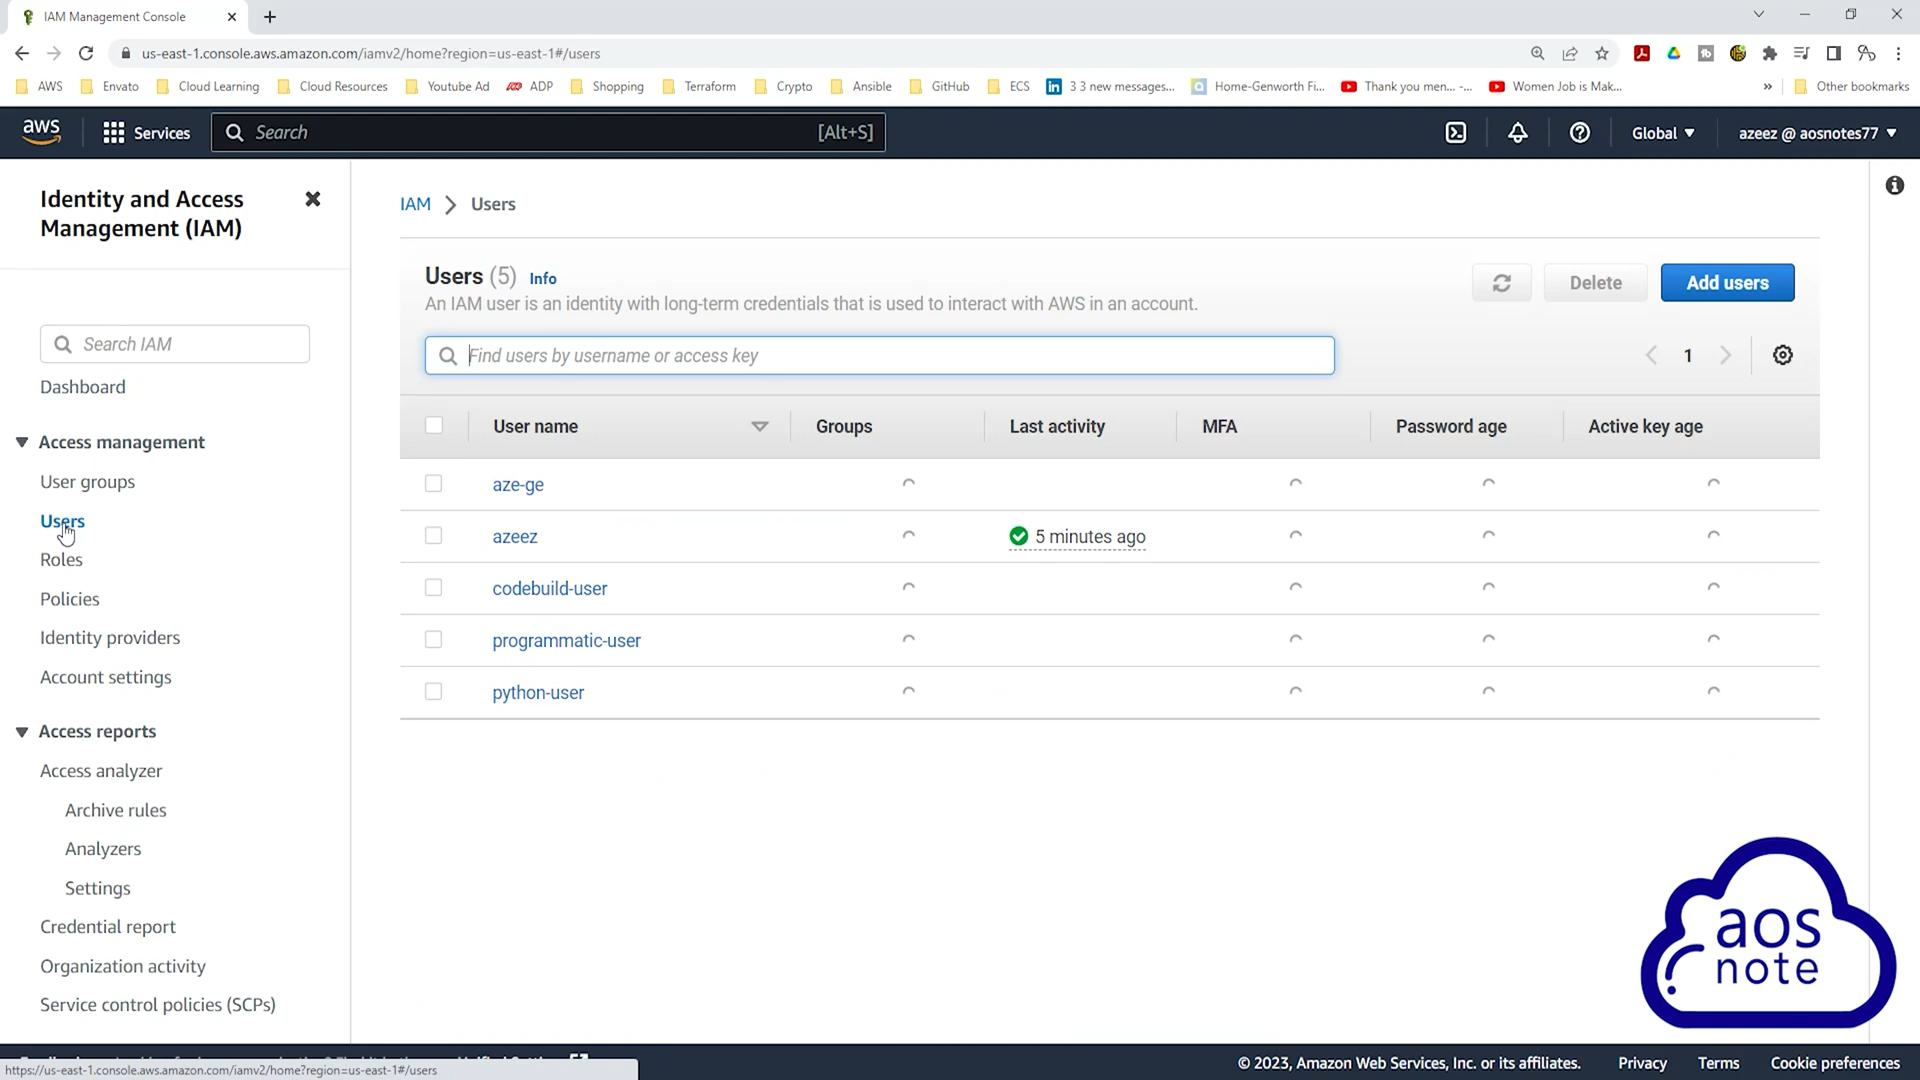 IAM Management Console
us-east-1.console.aws.amazon.com/iamv2/home?region=us-east-1#/users
AWS Envato Cloud Learning Cloud Resources Youtube Ad ADP Shopping Terraform Crypto Ansible GitHub ECS 3 3 new messages... Home-Genworth Fi... Thank you men... -... Women Job is Mak... » Other bookmarks
aws Services Search [Alt+S] Global azeez @ aosnotes77
Identity and Access
Management (IAM)
Search IAM
Dashboard
Access management
User groups
Users
Roles
Policies
Identity providers
Account settings
Access reports
Access analyzer
Archive rules
Analyzers
Settings
Credential report
Organization activity
Service control policies (SCPs)
IAM > Users
Users (5) Info
An IAM user is an identity with long-term credentials that is used to interact with AWS in an account.
Delete Add users
Find users by username or access key
1
User name Groups Last activity MFA Password age Active key age
aze-ge
azeez 5 minutes ago
codebuild-user
programmatic-user
python-user
aos
note
https://us-east-1.console.aws.amazon.com/iamv2/home?region=us-east-1#/users
© 2023, Amazon Web Services, Inc. or its affiliates. Privacy Terms Cookie preferences